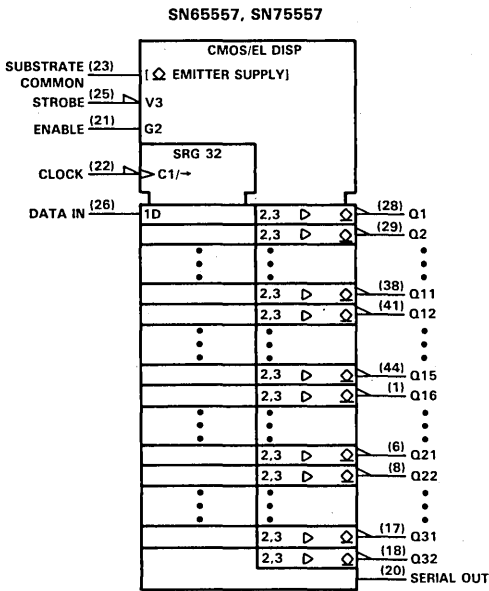 SN65557, SN75557
CMOS/EL DISP
SUBSTRATE (23)
COMMON
[ ◇ EMITTER SUPPLY]
STROBE (25) V3
ENABLE (21) G2
SRG 32
CLOCK (22) C1/→
DATA IN (26) 1D 2,3 ▷ ◇ (28) Q1
2,3 ▷ ◇ (29) Q2
2,3 ▷ ◇ (38) Q11
2,3 ▷ ◇ (41) Q12
2,3 ▷ ◇ (44) Q15
2,3 ▷ ◇ (1) Q16
2,3 ▷ ◇ (6) Q21
2,3 ▷ ◇ (8) Q22
2,3 ▷ ◇ (17) Q31
2,3 ▷ ◇ (18) Q32
(20) SERIAL OUT